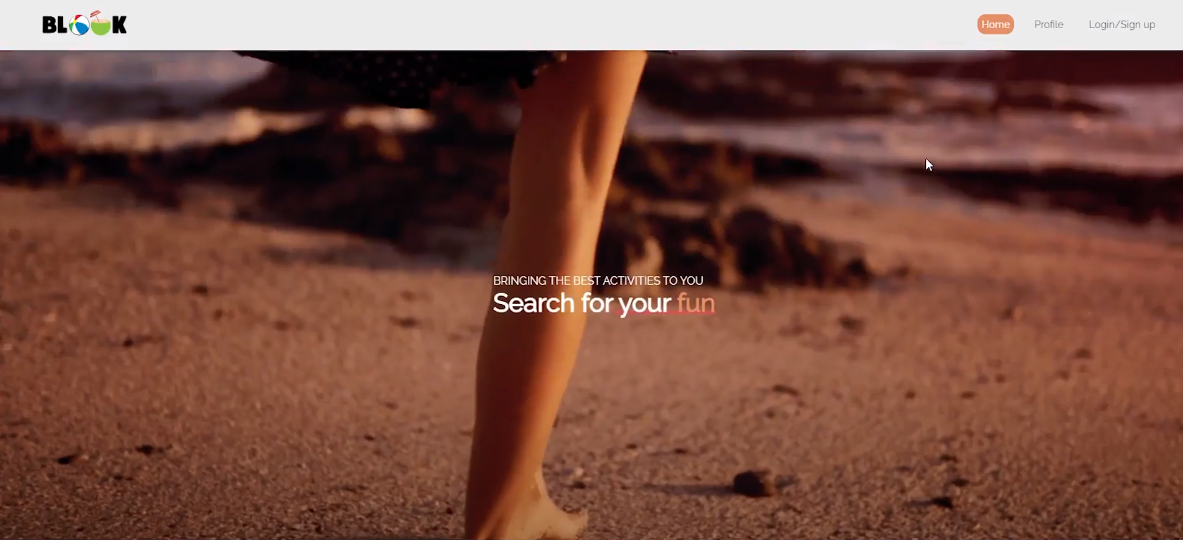 BLOOK
Home
Profile
Login/Sign up
BRINGING THE BEST ACTIVITIES TO YOU
Search for your fun